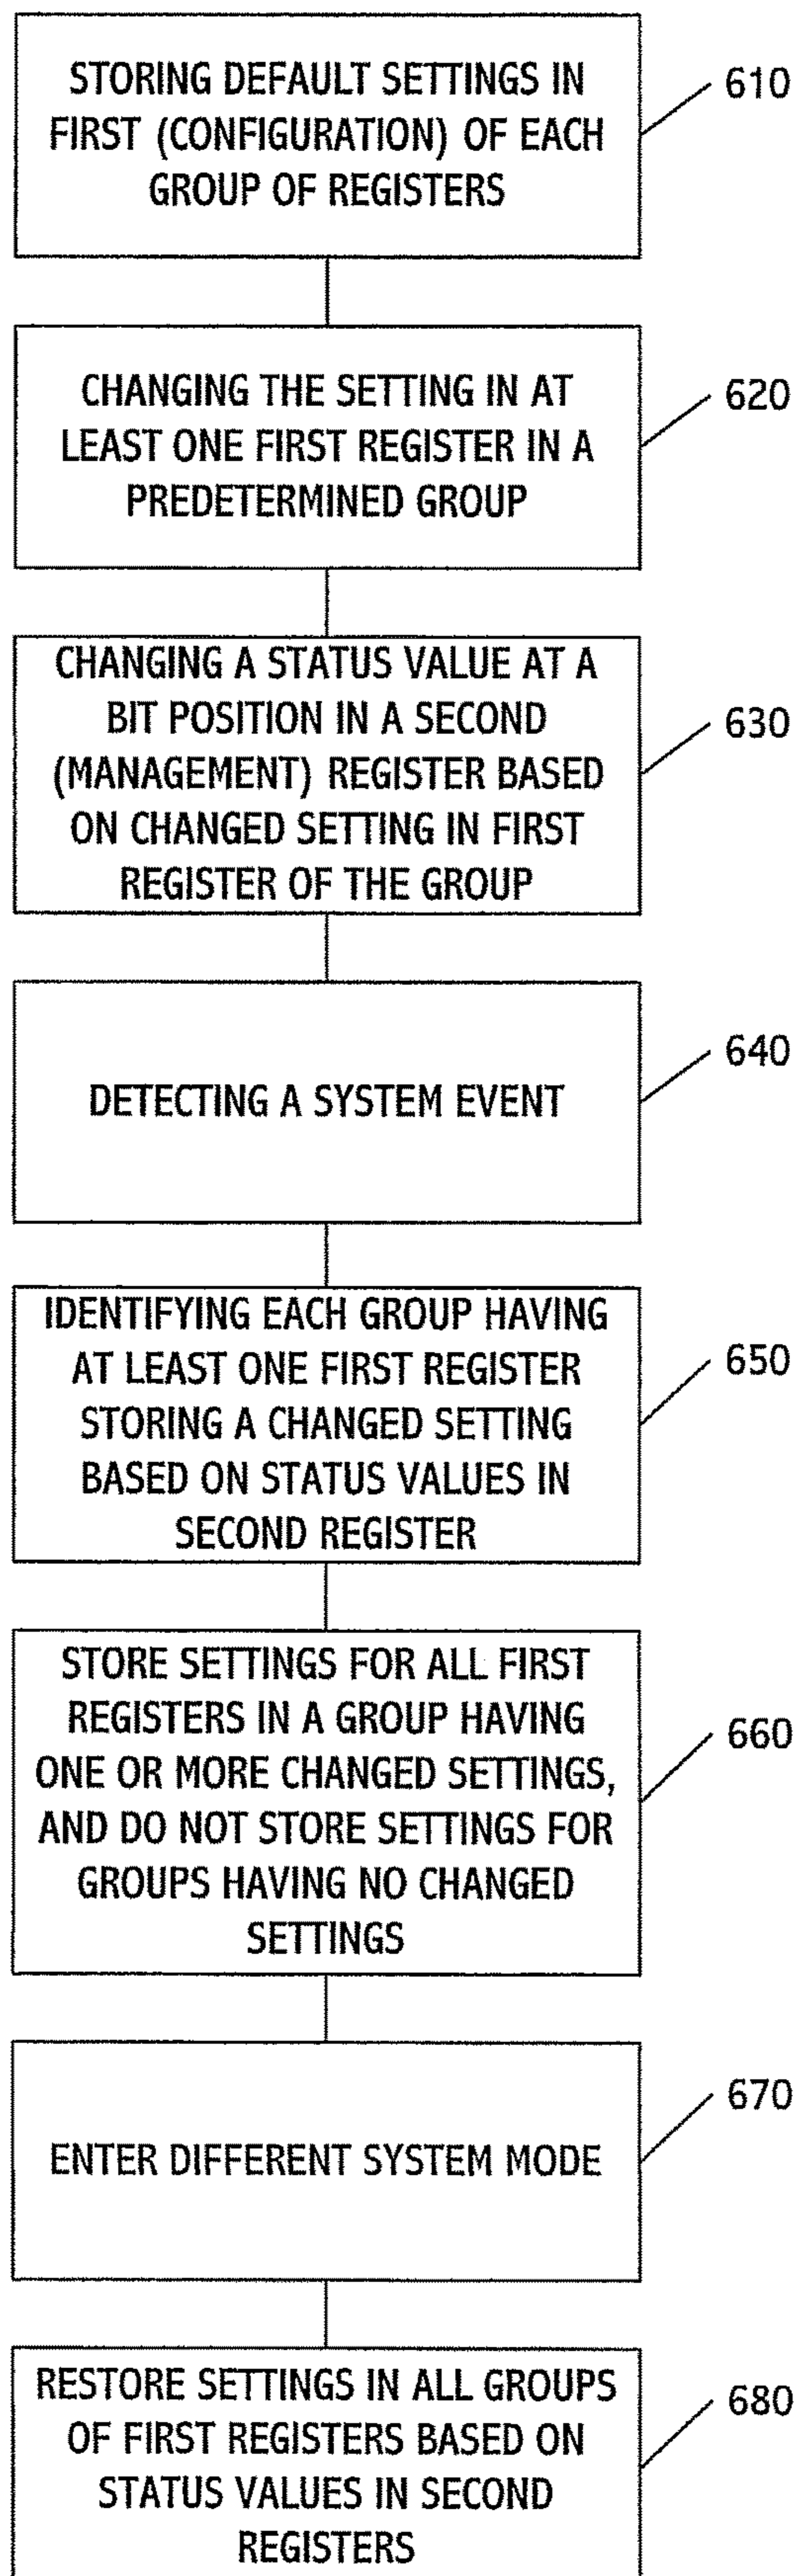 STORING DEFAULT SETTINGS IN
FIRST (CONFIGURATION) OF EACH
GROUP OF REGISTERS
610
CHANGING THE SETTING IN AT
LEAST ONE FIRST REGISTER IN A
PREDETERMINED GROUP
620
CHANGING A STATUS VALUE AT A
BIT POSITION IN A SECOND
(MANAGEMENT) REGISTER BASED
ON CHANGED SETTING IN FIRST
REGISTER OF THE GROUP
630
DETECTING A SYSTEM EVENT
640
IDENTIFYING EACH GROUP HAVING
AT LEAST ONE FIRST REGISTER
STORING A CHANGED SETTING
BASED ON STATUS VALUES IN
SECOND REGISTER
650
STORE SETTINGS FOR ALL FIRST
REGISTERS IN A GROUP HAVING
ONE OR MORE CHANGED SETTINGS,
AND DO NOT STORE SETTINGS FOR
GROUPS HAVING NO CHANGED
SETTINGS
660
ENTER DIFFERENT SYSTEM MODE
670
RESTORE SETTINGS IN ALL GROUPS
OF FIRST REGISTERS BASED ON
STATUS VALUES IN SECOND
REGISTERS
680